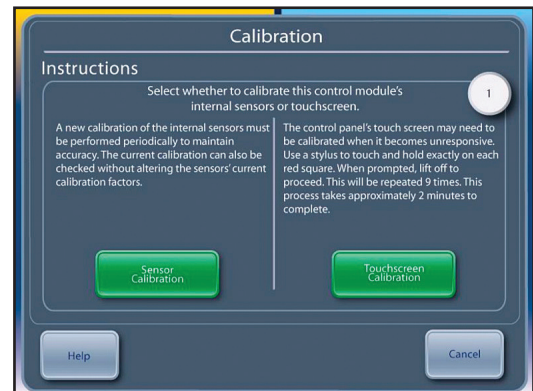 Calibration
Instructions
Select whether to calibrate this control module's
internal sensors or touchscreen.
1
A new calibration of the internal sensors must
be performed periodically to maintain
accuracy. The current calibration can also be
checked without altering the sensors' current
calibration factors.
The control panel's touch screen may need to
be calibrated when it becomes unresponsive.
Use a stylus to touch and hold exactly on each
red square. When prompted, lift off to
proceed. This will be repeated 9 times. This
process takes approximately 2 minutes to
complete.
Sensor
Calibration
Touchscreen
Calibration
Help
Cancel